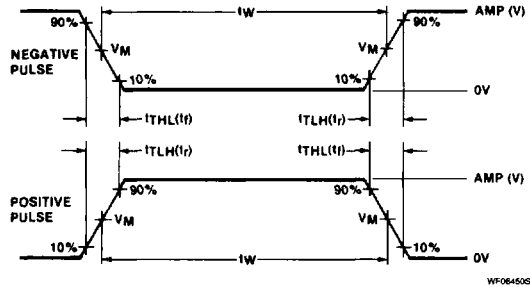 tW
90% 90% AMP (V)
NEGATIVE
PULSE
VM VM
10% 10%
0V
tTHL(tf) tTLH(tr)
tTLH(tr) tTHL(tf)
AMP (V)
90% 90%
POSITIVE
PULSE
VM VM
10% 10%
tW
0V
WF06450S